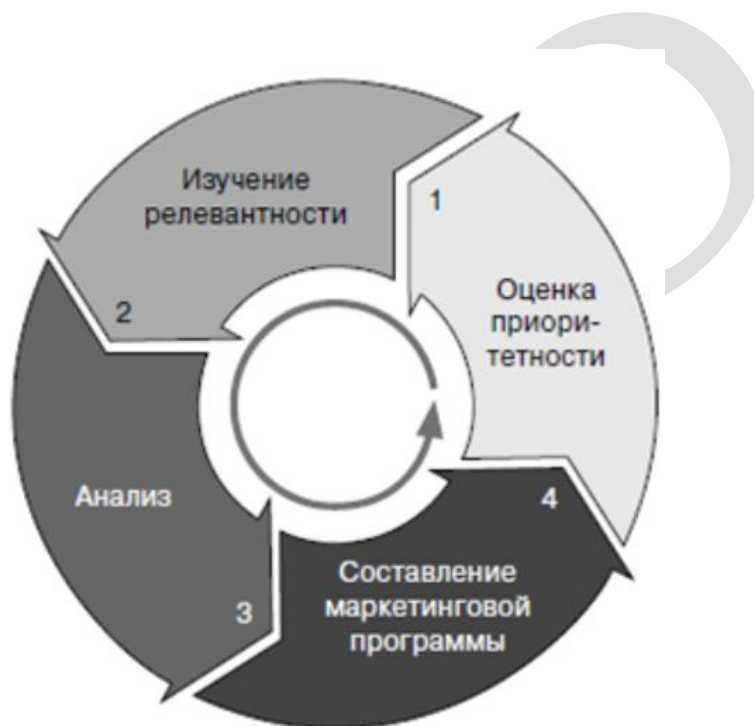 1
Оценка
приори-
тетности
Изучение
релевантности
2
Анализ
3
Составление
маркетинговой
программы
4